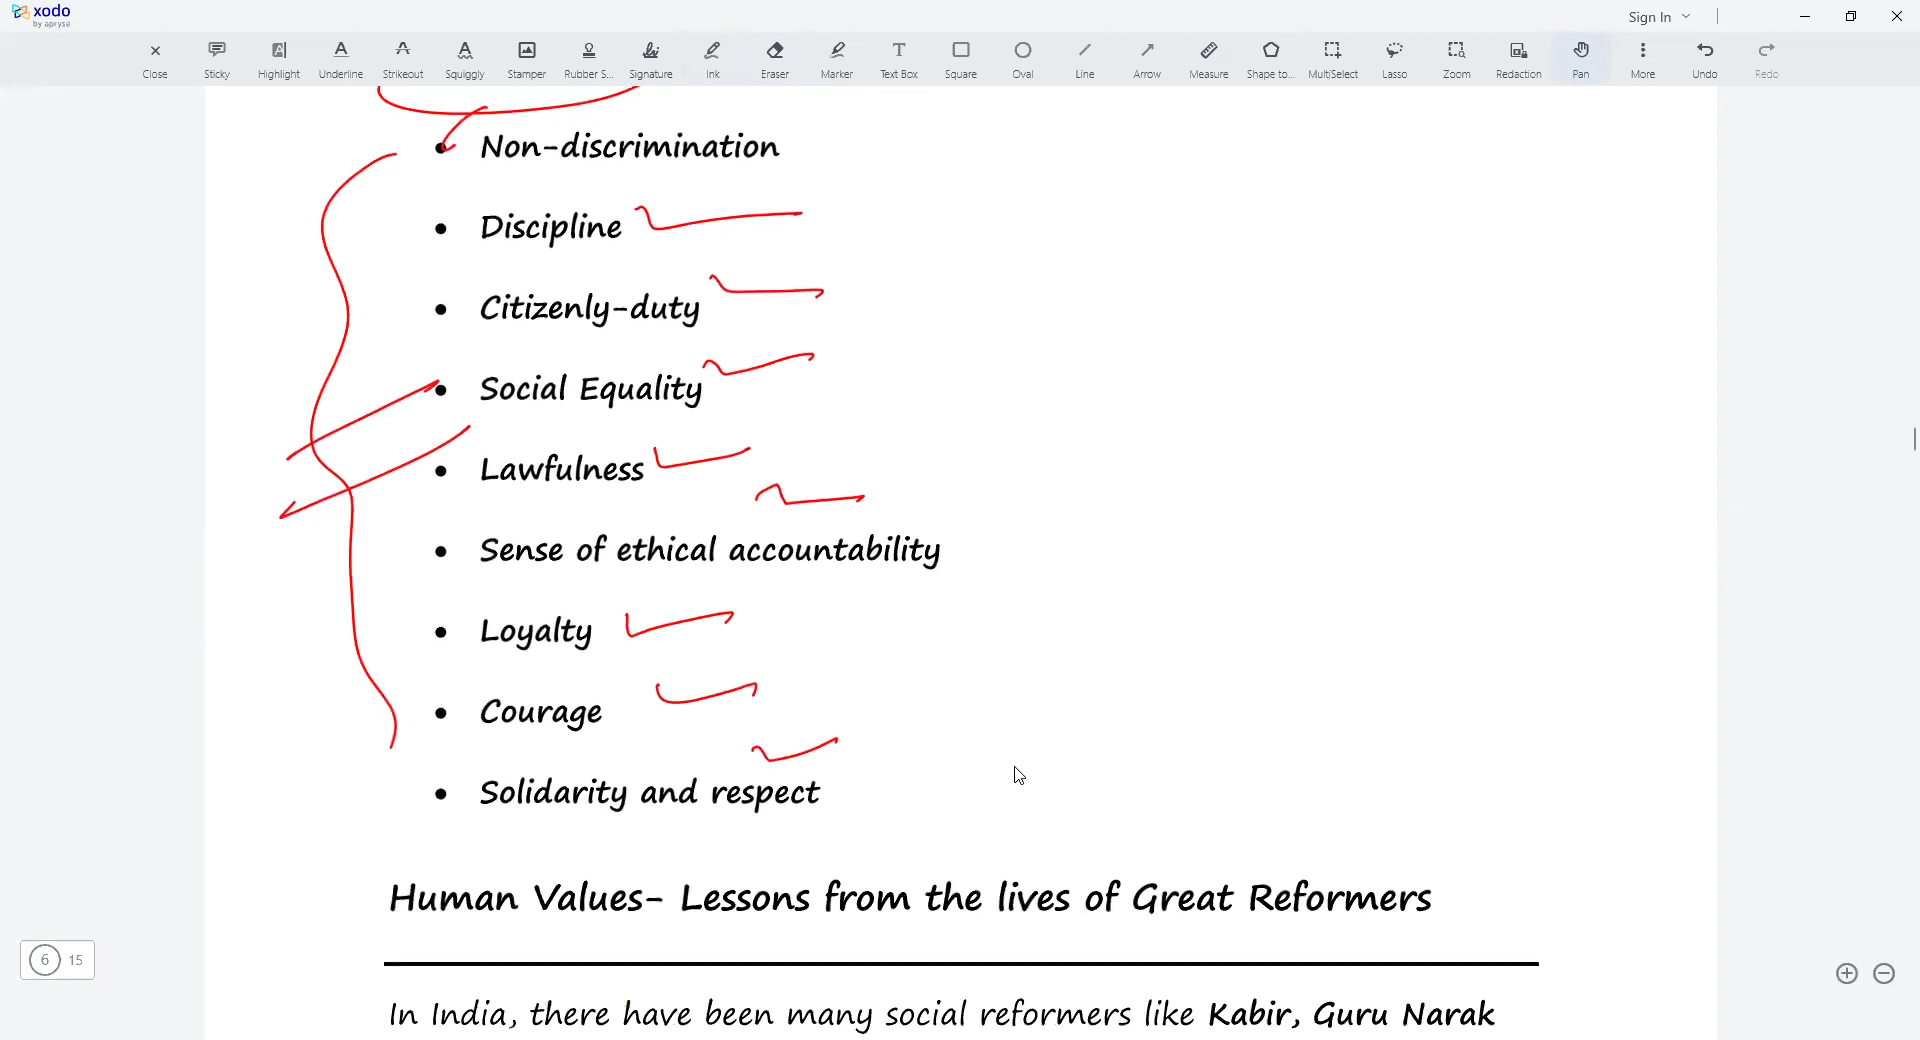 xodo
by apryse
Sign In
Close
Sticky
Highlight
Underline
Strikeout
Squiggly
Stamper
Rubber S...
Signature
Ink
Eraser
Marker
Text Box
Square
Oval
Line
Arrow
Measure
Shape to...
MultiSelect
Lasso
Zoom
Redaction
Pan
More
Undo
Redo
• Non-discrimination
• Discipline
• Citizenly-duty
• Social Equality
• Lawfulness
• Sense of ethical accountability
• Loyalty
• Courage
• Solidarity and respect
Human Values- Lessons from the lives of Great Reformers
6 15
In India, there have been many social reformers like Kabir, Guru Narak